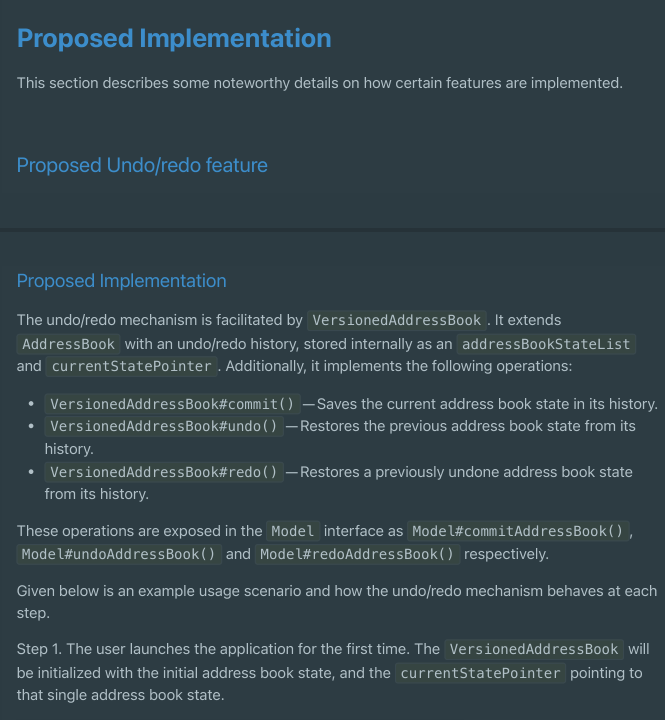 Proposed Implementation
This section describes some noteworthy details on how certain features are implemented.
Proposed Undo/redo feature
Proposed Implementation
The undo/redo mechanism is facilitated by VersionedAddressBook. It extends
AddressBook with an undo/redo history, stored internally as an addressBookStateList
and currentStatePointer. Additionally, it implements the following operations:
• VersionedAddressBook#commit() — Saves the current address book state in its history.
• VersionedAddressBook#undo() — Restores the previous address book state from its
history.
• VersionedAddressBook#redo() — Restores a previously undone address book state
from its history.
These operations are exposed in the Model interface as Model#commitAddressBook(),
Model#undoAddressBook() and Model#redoAddressBook() respectively.
Given below is an example usage scenario and how the undo/redo mechanism behaves at each
step.
Step 1. The user launches the application for the first time. The VersionedAddressBook will
be initialized with the initial address book state, and the currentStatePointer pointing to
that single address book state.